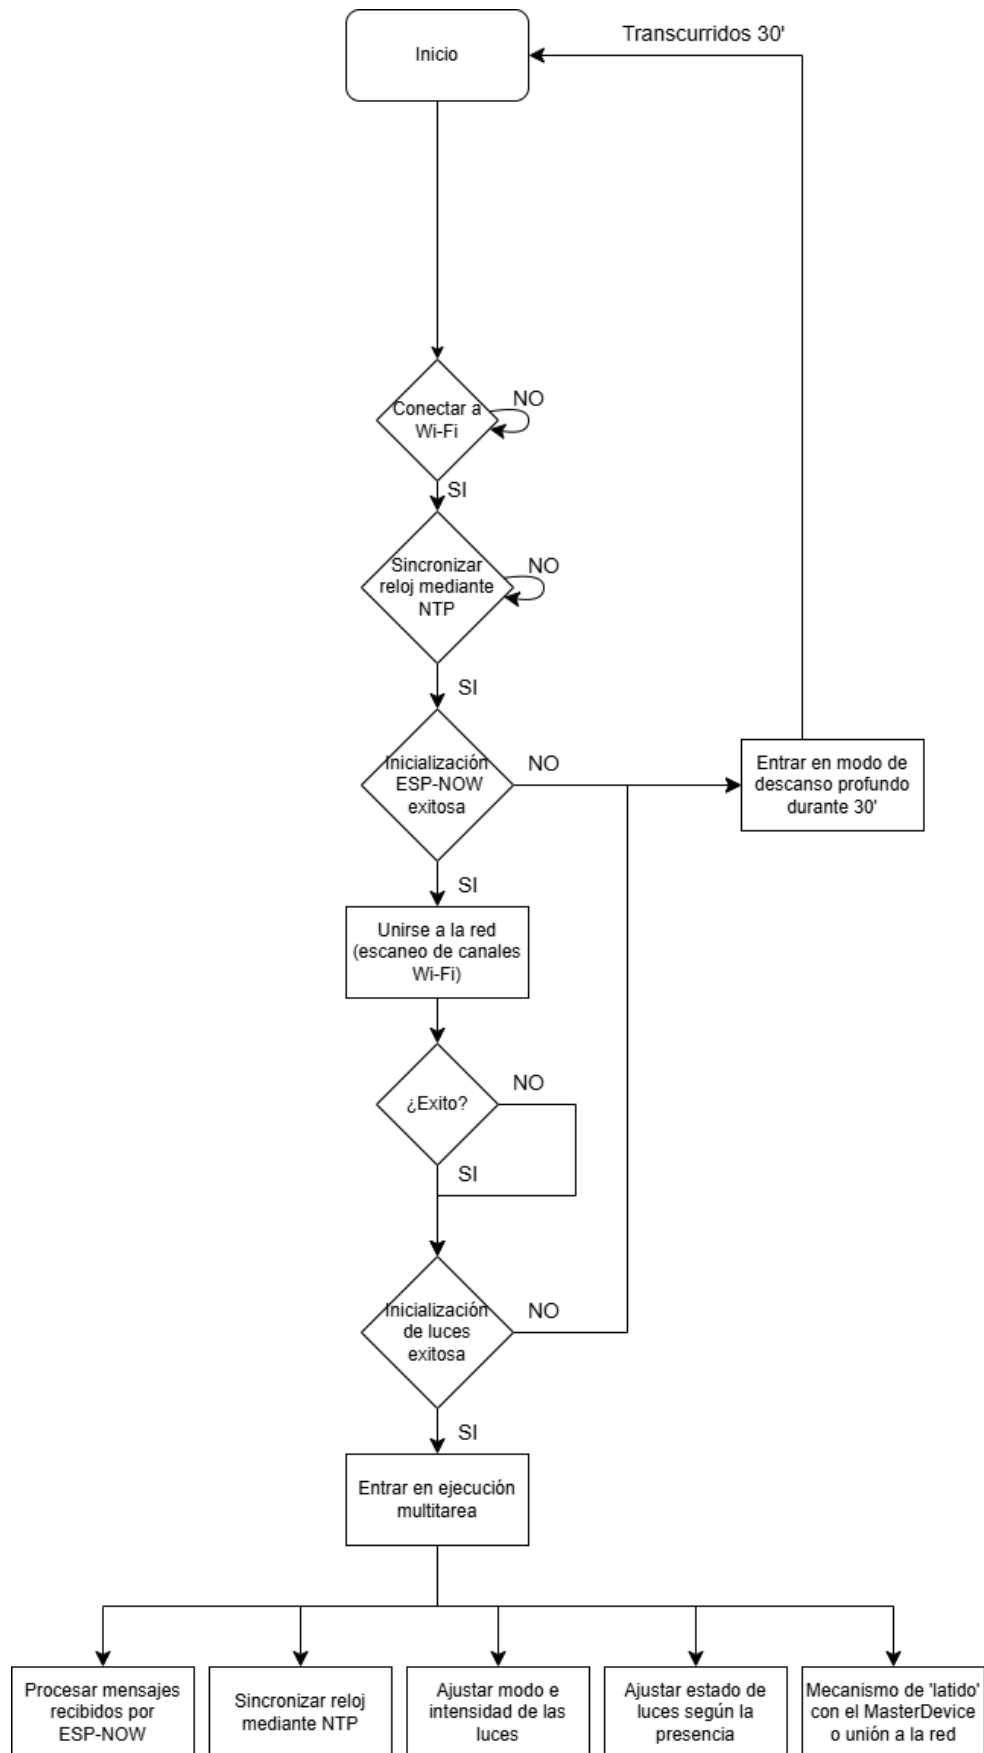 Inicio
Transcurridos 30'
Conectar a
Wi-Fi
NO
SI
Sincronizar
reloj mediante
NTP
NO
SI
Inicialización
ESP-NOW
exitosa
NO
Entrar en modo de
descanso profundo
durante 30'
SI
Unirse a la red
(escaneo de canales
Wi-Fi)
¿Exito?
NO
SI
Inicialización
de luces
exitosa
NO
SI
Entrar en ejecución
multitarea
Procesar mensajes
recibidos por
ESP-NOW
Sincronizar reloj
mediante NTP
Ajustar modo e
intensidad de las
luces
Ajustar estado de
luces según la
presencia
Mecanismo de 'latido'
con el MasterDevice
o unión a la red